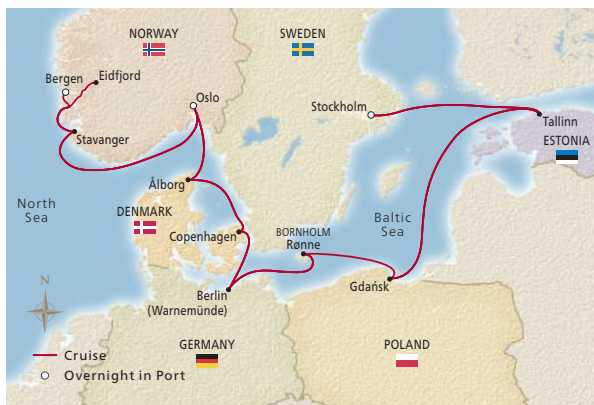 NORWAY
SWEDEN
Bergen
Eidfjord
Oslo
Stockholm
Stavanger
Tallinn
ESTONIA
Ålborg
North
Sea
DENMARK
Copenhagen
BORNHOLM
Rønne
Baltic
Sea
Gdańsk
Berlin
(Warnemünde)
N
GERMANY
POLAND
Cruise
Overnight in Port